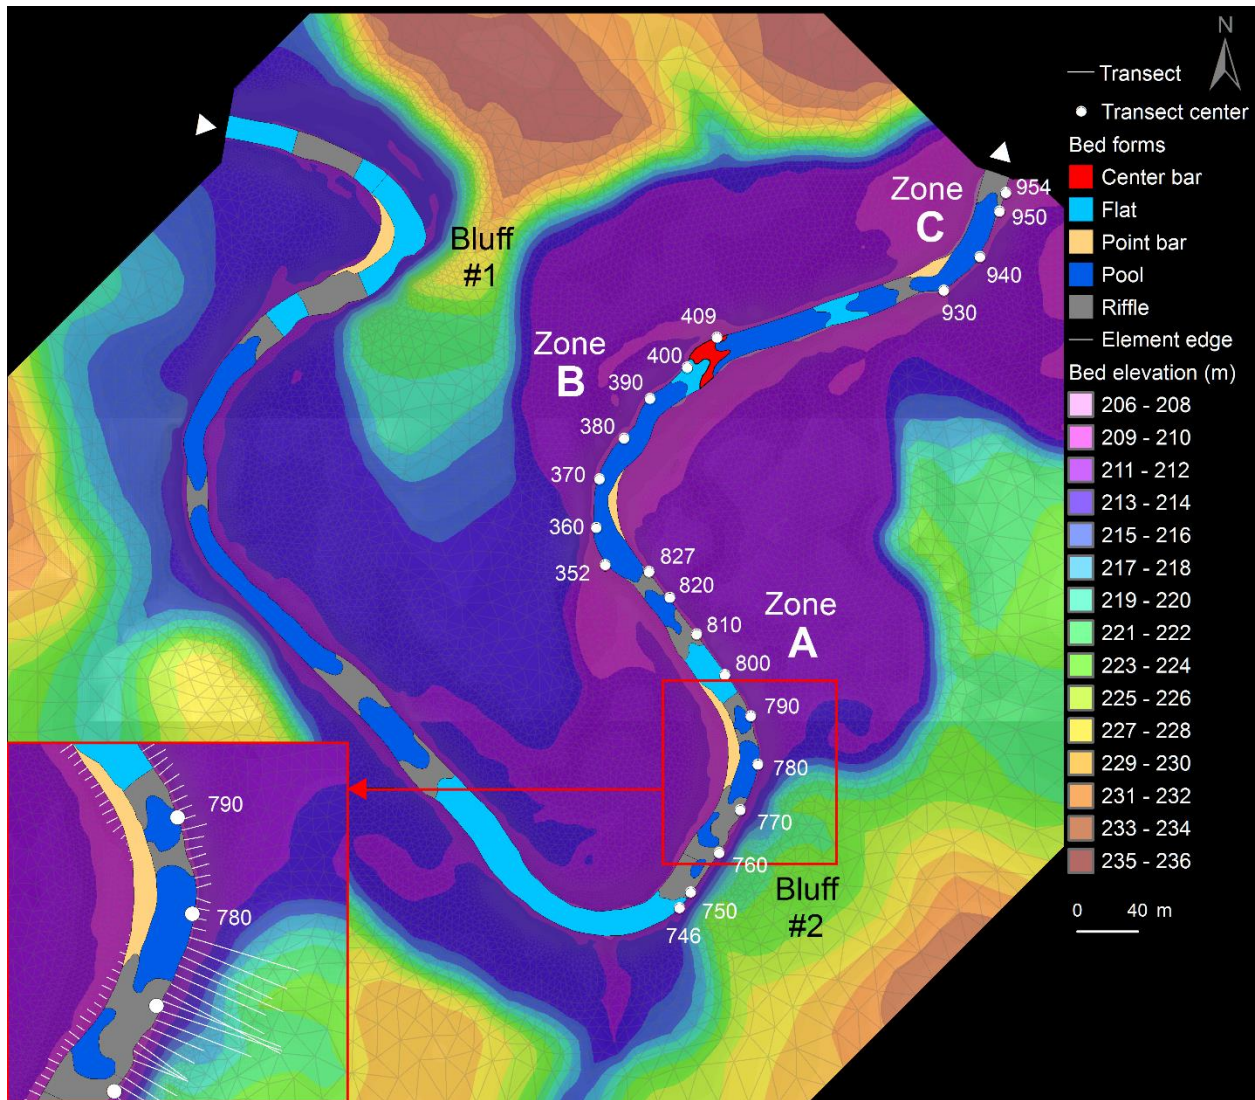 N
Transect
Transect center
Bed forms
Center bar
Flat
Point bar
Pool
Riffle
Element edge
Bed elevation (m)
206 - 208
209 - 210
211 - 212
213 - 214
215 - 216
217 - 218
219 - 220
221 - 222
223 - 224
225 - 226
227 - 228
229 - 230
231 - 232
233 - 234
235 - 236
0 40 m
Bluff
#1
Zone
C
954
950
940
930
409
400
Zone
B
390
380
370
360
352
827
820
810
Zone
A
800
790
780
770
760
750
746
Bluff
#2
790
780